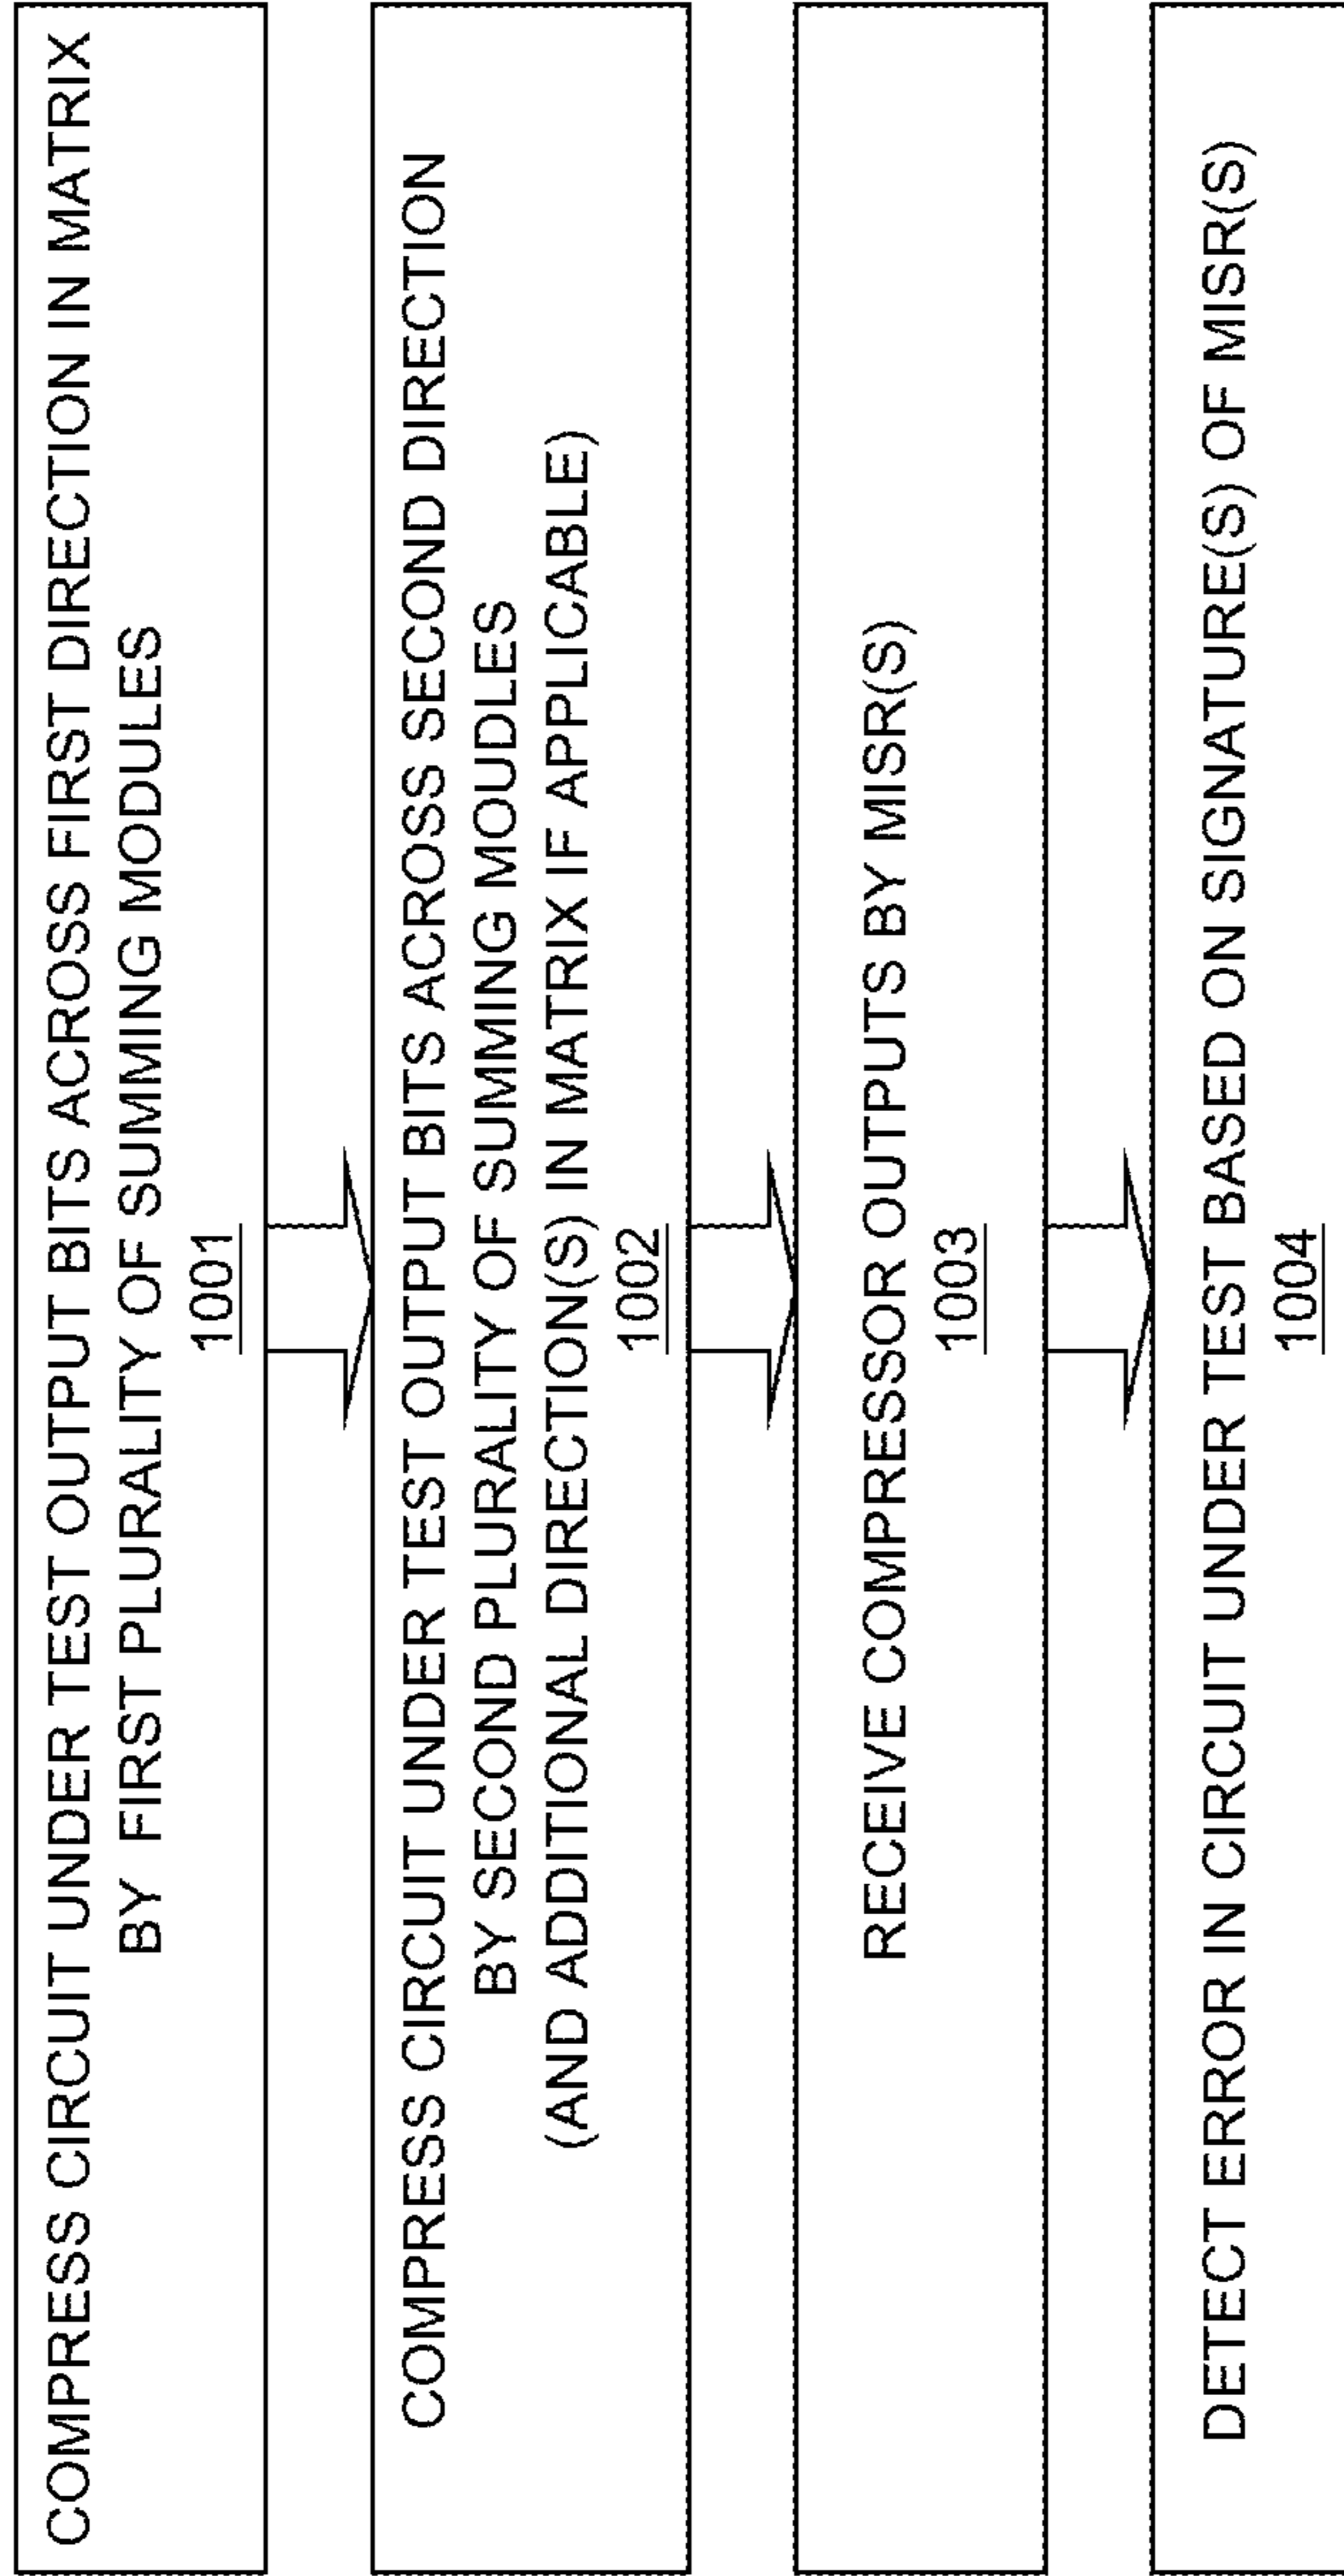 COMPRESS CIRCUIT UNDER TEST OUTPUT BITS ACROSS FIRST DIRECTION IN MATRIX
BY FIRST PLURALITY OF SUMMING MODULES
1001
COMPRESS CIRCUIT UNDER TEST OUTPUT BITS ACROSS SECOND DIRECTION
BY SECOND PLURALITY OF SUMMING MOUDLES
(AND ADDITIONAL DIRECTION(S) IN MATRIX IF APPLICABLE)
1002
RECEIVE COMPRESSOR OUTPUTS BY MISR(S)
1003
DETECT ERROR IN CIRCUIT UNDER TEST BASED ON SIGNATURE(S) OF MISR(S)
1004